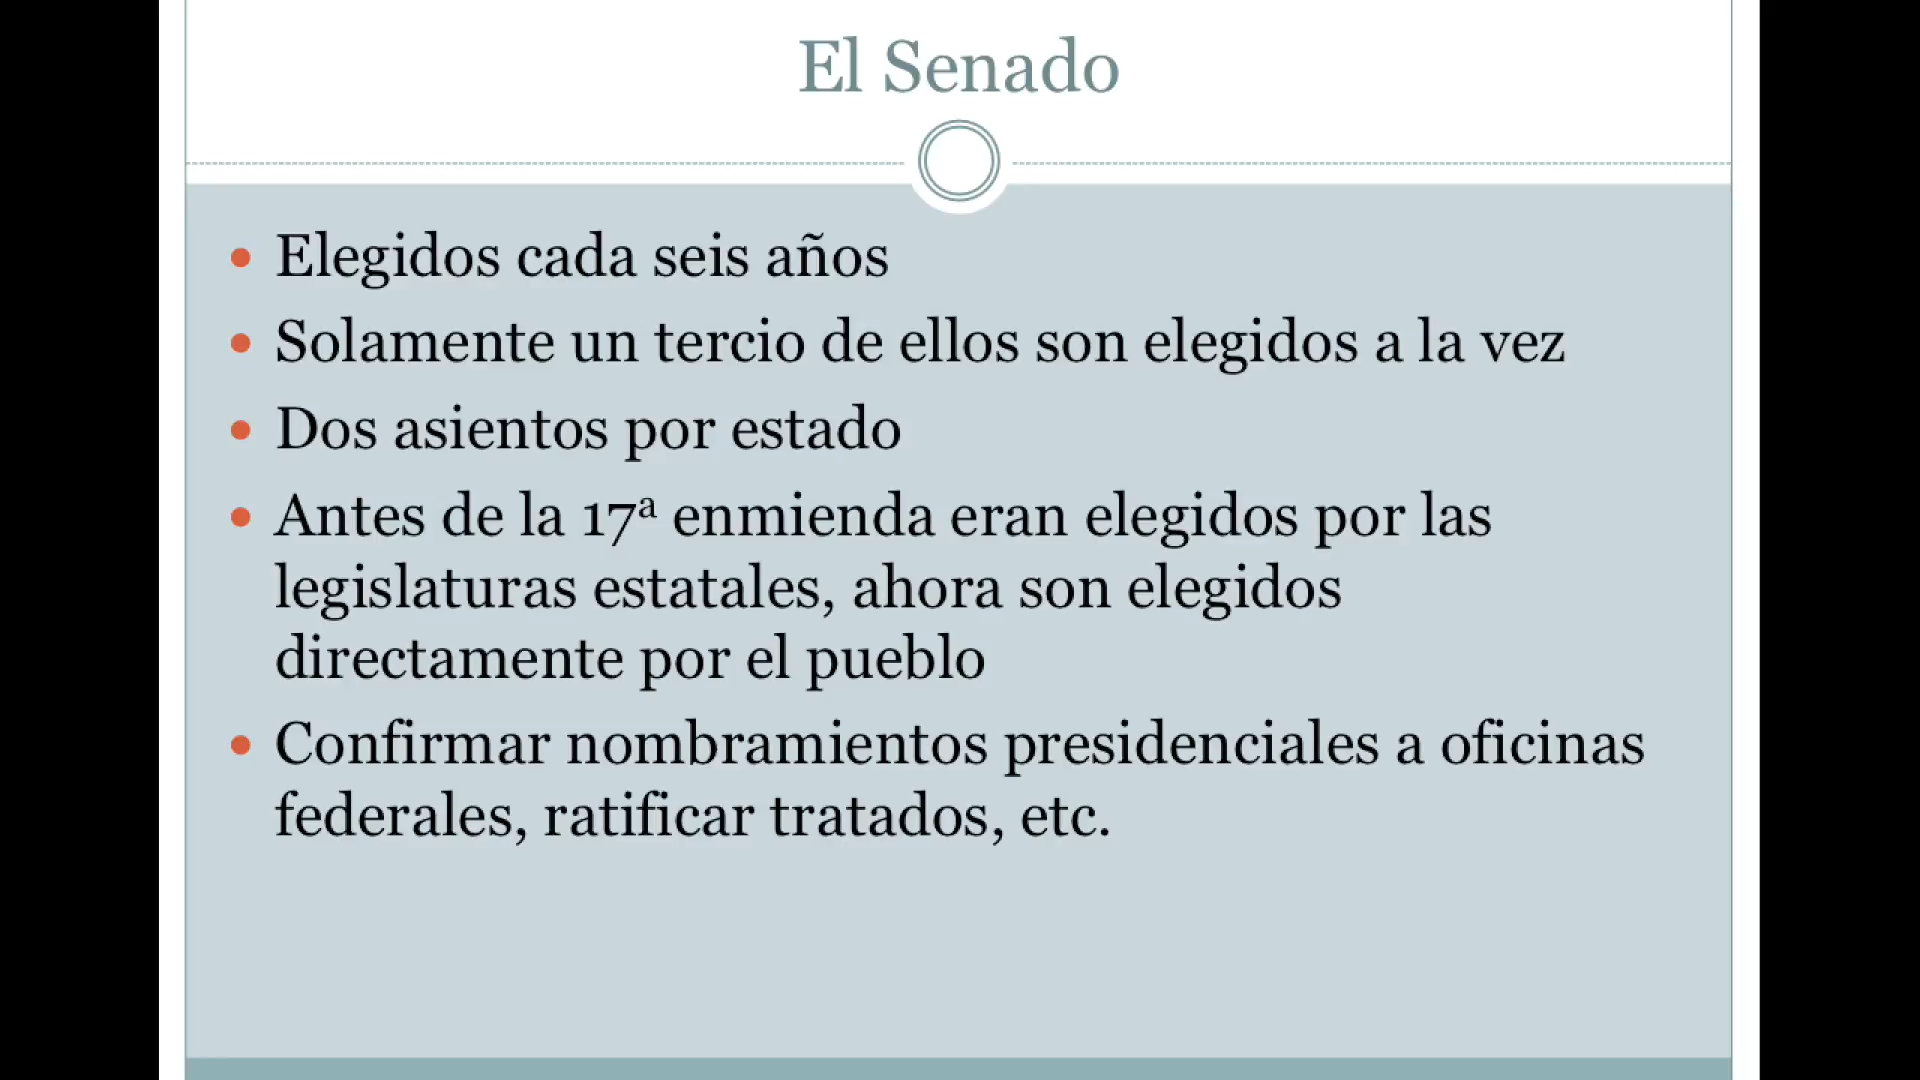 El Senado
• Elegidos cada seis años
• Solamente un tercio de ellos son elegidos a la vez
• Dos asientos por estado
• Antes de la 17ª enmienda eran elegidos por las
legislaturas estatales, ahora son elegidos
directamente por el pueblo
• Confirmar nombramientos presidenciales a oficinas
federales, ratificar tratados, etc.